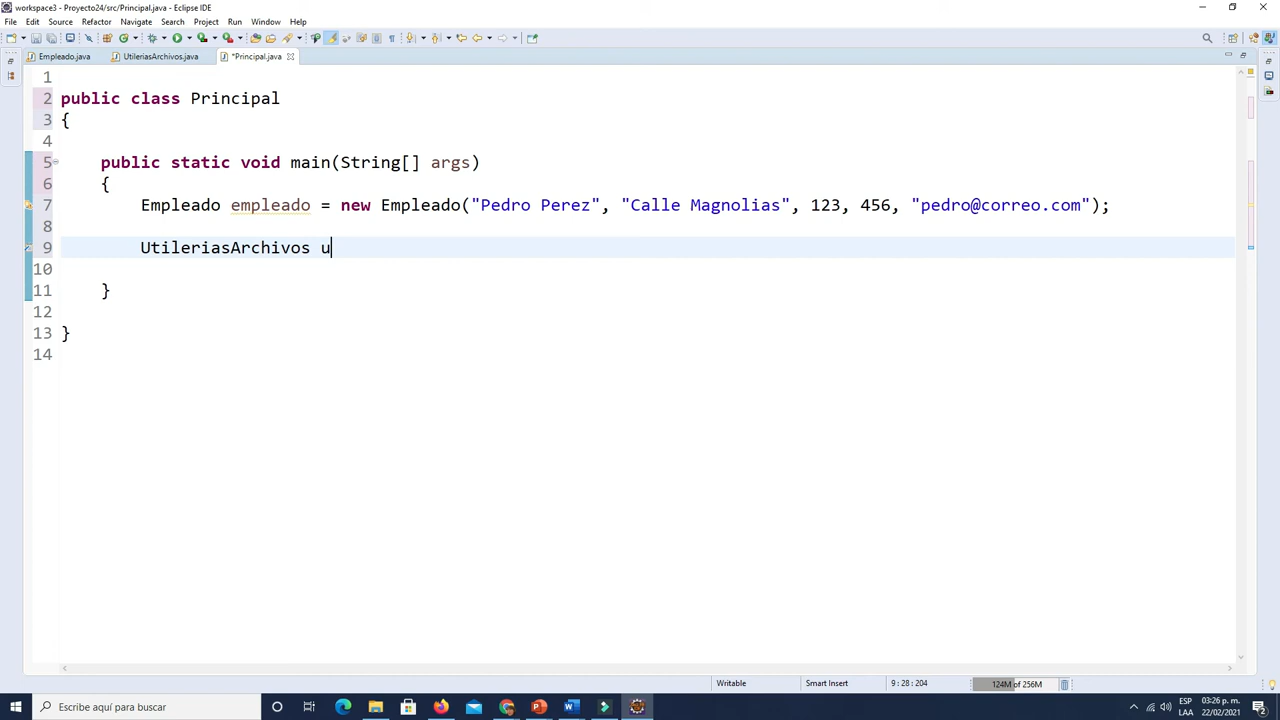 workspace3 - Proyecto24/src/Principal.java - Eclipse IDE
File Edit Source Refactor Navigate Search Project Run Window Help
Empleado.java UtileriasArchivos.java *Principal.java
1
2 public class Principal
3 {
4
5 public static void main(String[] args)
6 {
7 Empleado empleado = new Empleado("Pedro Perez", "Calle Magnolias", 123, 456, "pedro@correo.com");
8
9 UtileriasArchivos u
10
11 }
12
13 }
14
Writable Smart Insert 9 : 28 : 204 124M of 256M
Escribe aquí para buscar
ESP 03:26 p. m.
LAA 22/02/2021 2